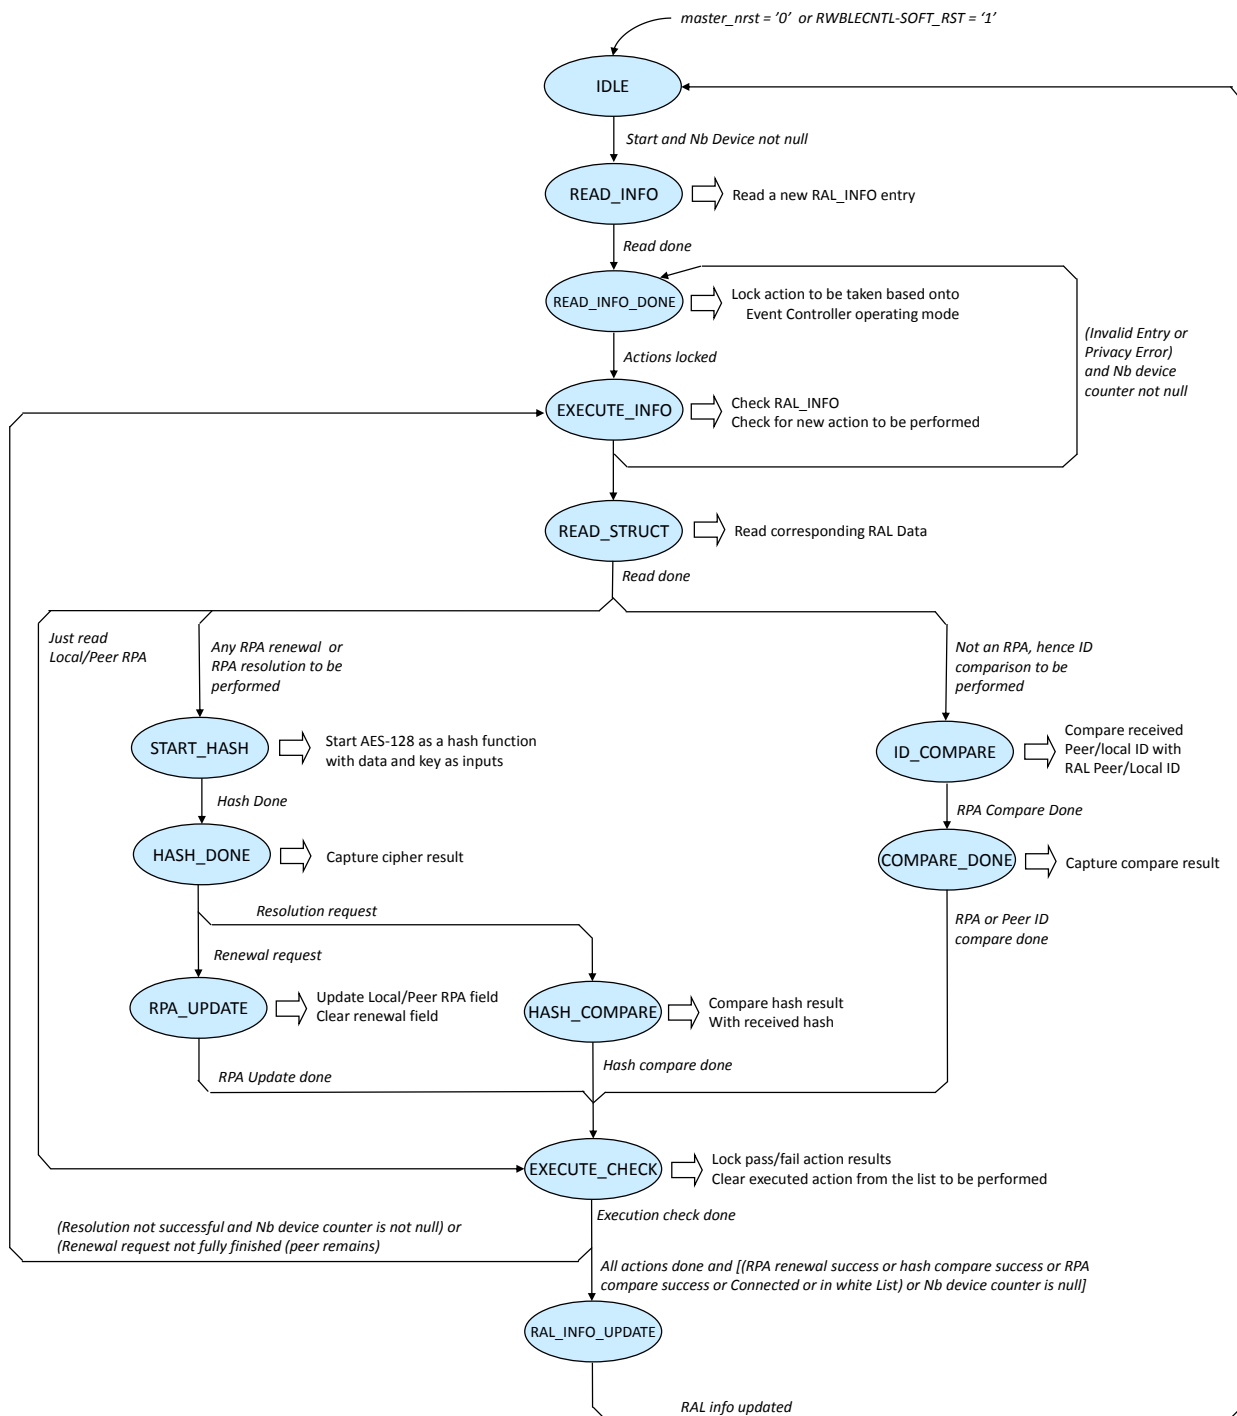 master_nrst = ’0’ or RWBLECNTL-SOFT_RST = ‘1’
IDLE
Start and Nb Device not null
READ_INFO
Read a new RAL_INFO entry
Read done
READ_INFO_DONE
Lock action to be taken based onto
Event Controller operating mode
(Invalid Entry or
Privacy Error)
and Nb device
counter not null
Actions locked
EXECUTE_INFO
Check RAL_INFO
Check for new action to be performed
READ_STRUCT
Read corresponding RAL Data
Read done
Just read
Local/Peer RPA
Any RPA renewal or
RPA resolution to be
performed
Not an RPA, hence ID
comparison to be
performed
START_HASH
Start AES-128 as a hash function
with data and key as inputs
ID_COMPARE
Compare received
Peer/local ID with
RAL Peer/Local ID
Hash Done
RPA Compare Done
HASH_DONE
Capture cipher result
COMPARE_DONE
Capture compare result
Resolution request
RPA or Peer ID
compare done
Renewal request
RPA_UPDATE
Update Local/Peer RPA field
Clear renewal field
HASH_COMPARE
Compare hash result
With received hash
RPA Update done
Hash compare done
EXECUTE_CHECK
Lock pass/fail action results
Clear executed action from the list to be performed
Execution check done
(Resolution not successful and Nb device counter is not null) or
(Renewal request not fully finished (peer remains)
All actions done and [(RPA renewal success or hash compare success or RPA
compare success or Connected or in white List) or Nb device counter is null]
RAL_INFO_UPDATE
RAL info updated